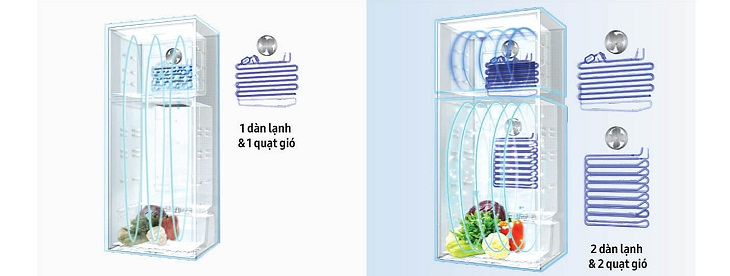 1 dàn lạnh
& 1 quạt gió
2 dàn lạnh
& 2 quạt gió